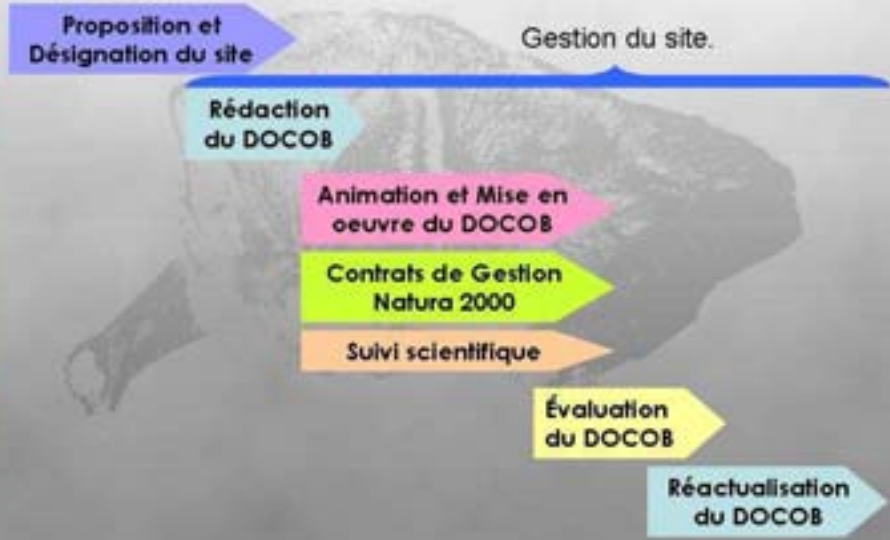 Proposition et
Désignation du site
Gestion du site.
Rédaction
du DOCOB
Animation et Mise en
oeuvre du DOCOB
Contrats de Gestion
Natura 2000
Suivi scientifique
Évaluation
du DOCOB
Réactualisation
du DOCOB